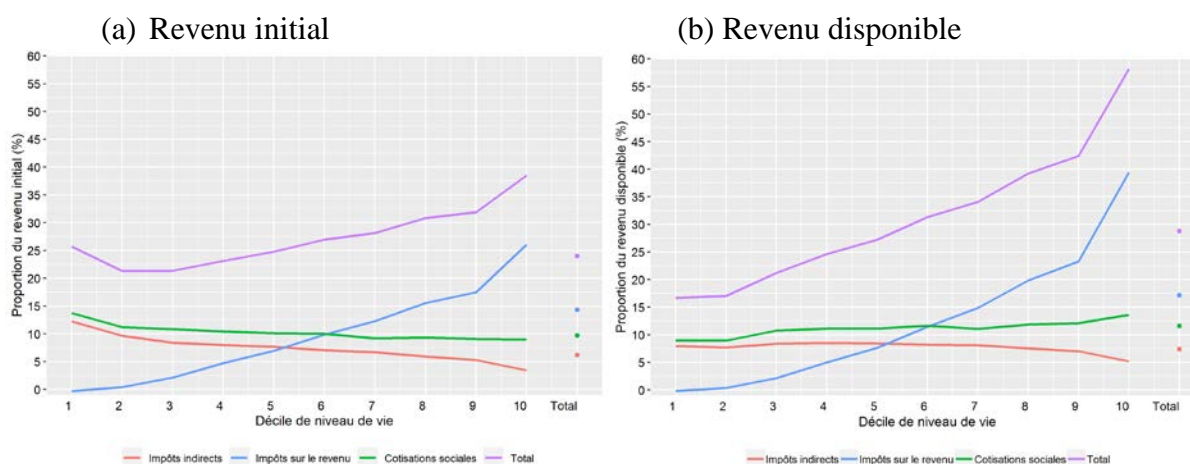 (a) Revenu initial
Proportion du revenu initial (%)
60
55
50
45
40
35
30
25
20
15
10
5
0
1 2 3 4 5 6 7 8 9 10 Total
Décile de niveau de vie
Impôts indirects Impôts sur le revenu Cotisations sociales Total
(b) Revenu disponible
Proportion du revenu disponible (%)
60
55
50
45
40
35
30
25
20
15
10
5
0
1 2 3 4 5 6 7 8 9 10 Total
Décile de niveau de vie
Impôts indirects Impôts sur le revenu Cotisations sociales Total